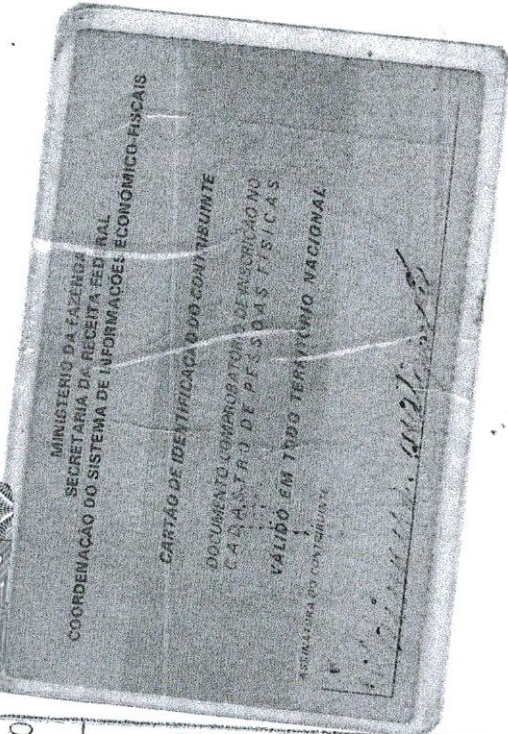 MINISTÉRIO DA FAZENDA
SECRETARIA DA RECEITA FEDERAL
COORDENAÇÃO DO SISTEMA DE INFORMAÇÕES ECONÔMICO-FISCAIS
CARTÃO DE IDENTIFICAÇÃO DO CONTRIBUINTE
DOCUMENTO COMPROBATÓRIO DE INSCRIÇÃO NO
CADASTRO DE PESSOAS FÍSICAS
VÁLIDO EM TODO TERRITÓRIO NACIONAL
ASSINATURA DO CONTRIBUINTE